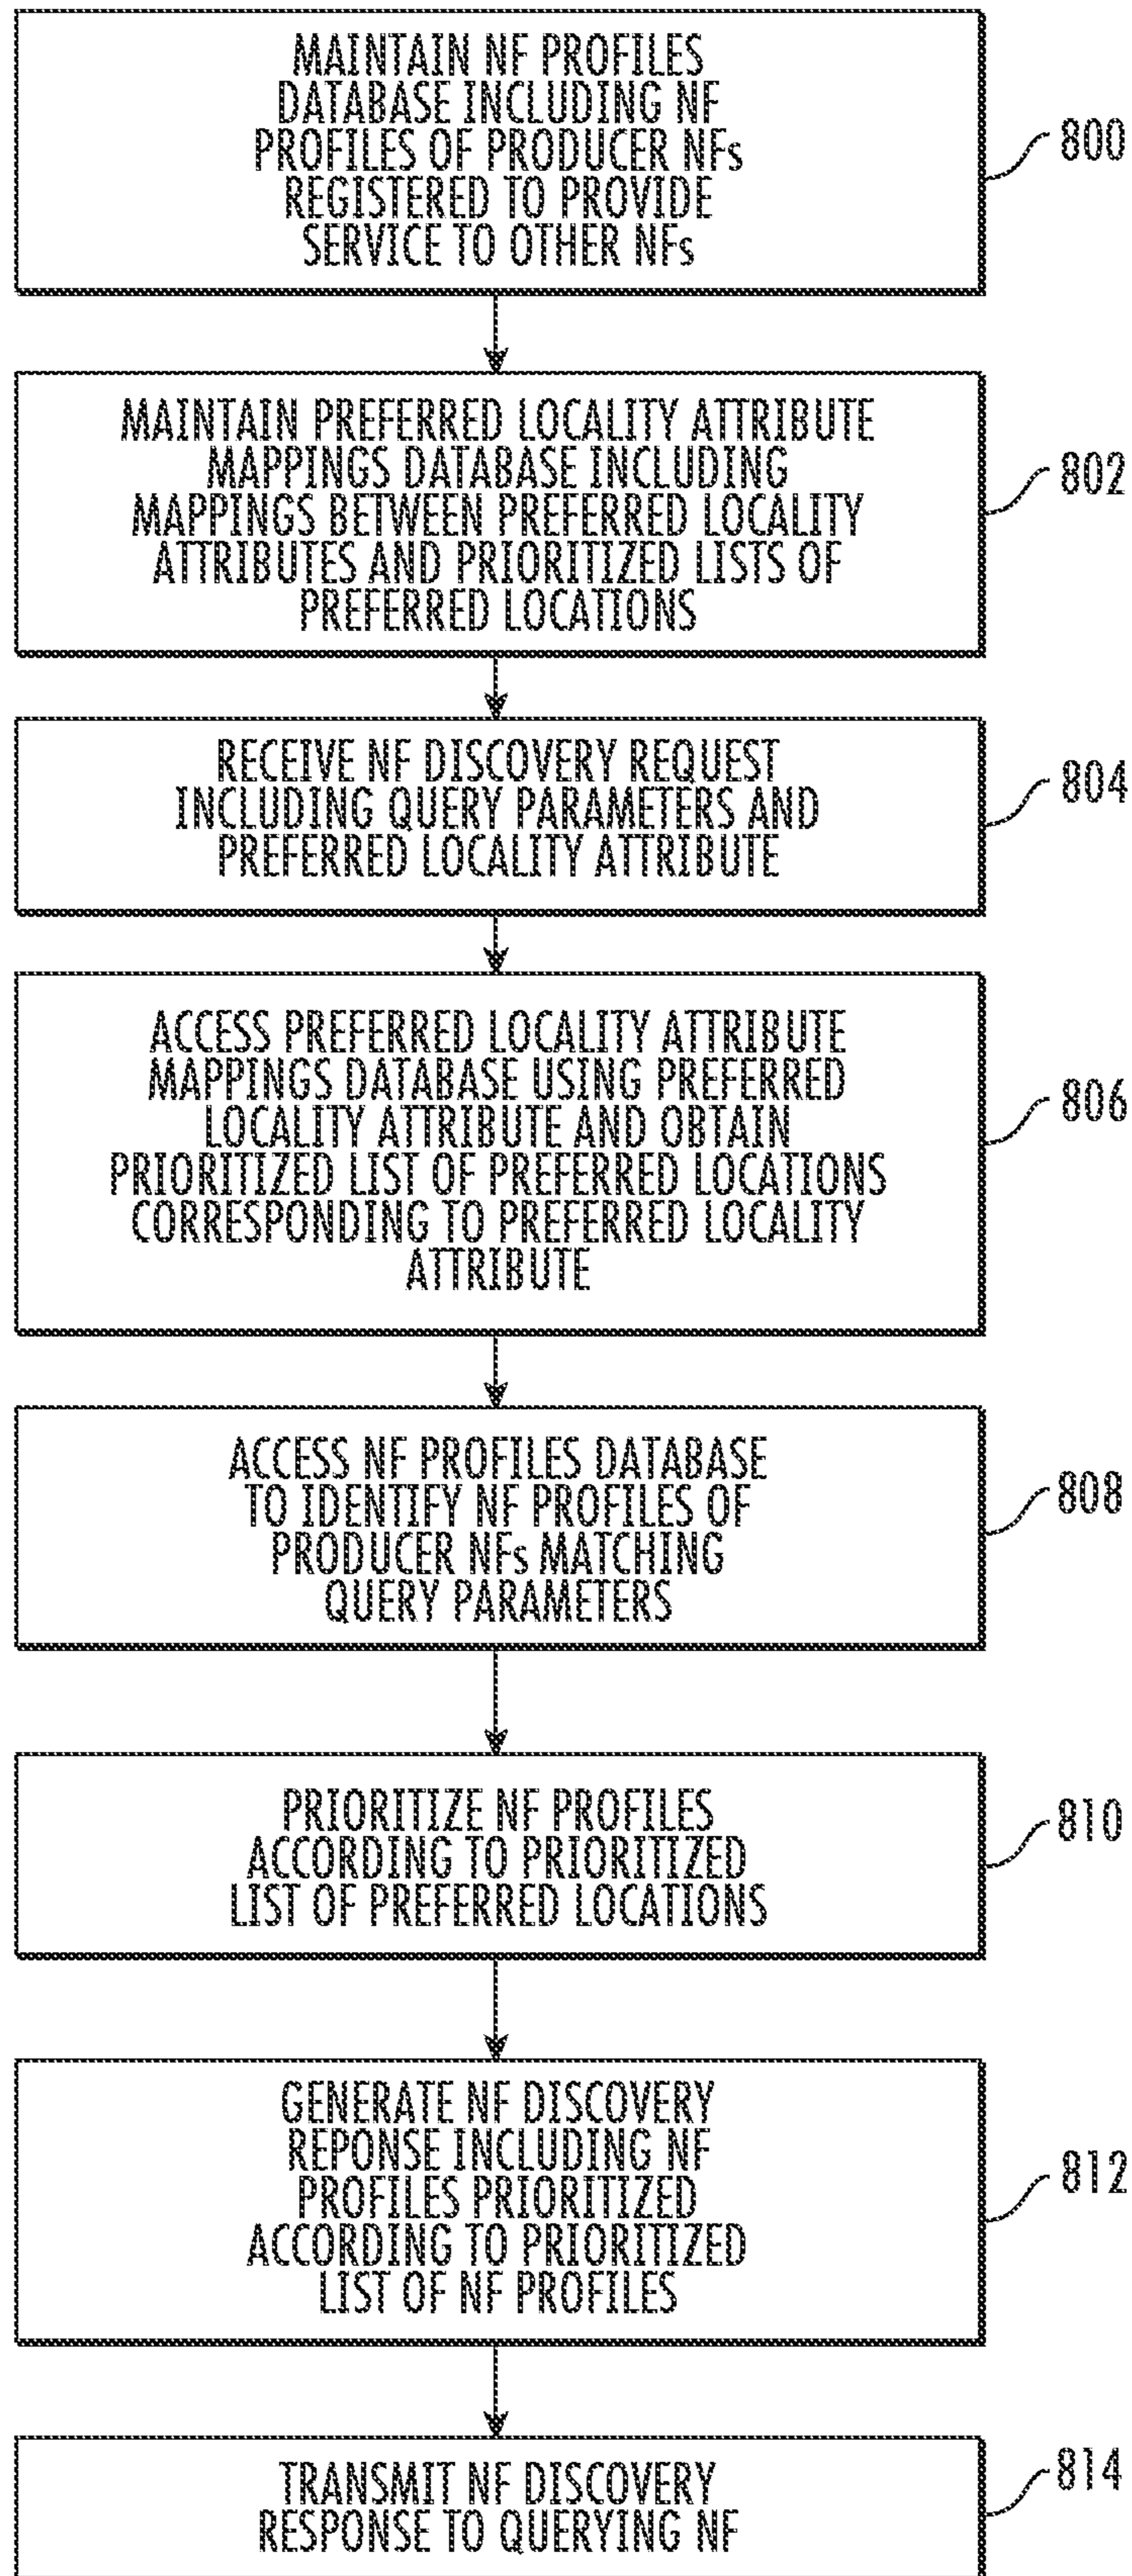 MAINTAIN NF PROFILES
DATABASE INCLUDING NF
PROFILES OF PRODUCER NFs
REGISTERED TO PROVIDE
SERVICE TO OTHER NFs
800
MAINTAIN PREFERRED LOCALITY ATTRIBUTE
MAPPINGS DATABASE INCLUDING
MAPPINGS BETWEEN PREFERRED LOCALITY
ATTRIBUTES AND PRIORITIZED LISTS OF
PREFERRED LOCATIONS
802
RECEIVE NF DISCOVERY REQUEST
INCLUDING QUERY PARAMETERS AND
PREFERRED LOCALITY ATTRIBUTE
804
ACCESS PREFERRED LOCALITY ATTRIBUTE
MAPPINGS DATABASE USING PREFERRED
LOCALITY ATTRIBUTE AND OBTAIN
PRIORITIZED LIST OF PREFERRED LOCATIONS
CORRESPONDING TO PREFERRED LOCALITY
ATTRIBUTE
806
ACCESS NF PROFILES DATABASE
TO IDENTIFY NF PROFILES OF
PRODUCER NFs MATCHING
QUERY PARAMETERS
808
PRIORITIZE NF PROFILES
ACCORDING TO PRIORITIZED
LIST OF PREFERRED LOCATIONS
810
GENERATE NF DISCOVERY
REPONSE INCLUDING NF
PROFILES PRIORITIZED
ACCORDING TO PRIORITIZED
LIST OF NF PROFILES
812
TRANSMIT NF DISCOVERY
RESPONSE TO QUERYING NF
814